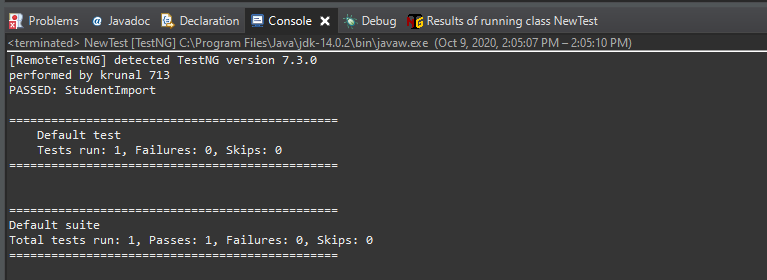 Problems Javadoc Declaration Console Debug Results of running class NewTest
<terminated> NewTest [TestNG] C:\Program Files\Java\jdk-14.0.2\bin\javaw.exe (Oct 9, 2020, 2:05:07 PM – 2:05:10 PM)
[RemoteTestNG] detected TestNG version 7.3.0
performed by krunal 713
PASSED: StudentImport
===============================================
Default test
Tests run: 1, Failures: 0, Skips: 0
===============================================
===============================================
Default suite
Total tests run: 1, Passes: 1, Failures: 0, Skips: 0
===============================================